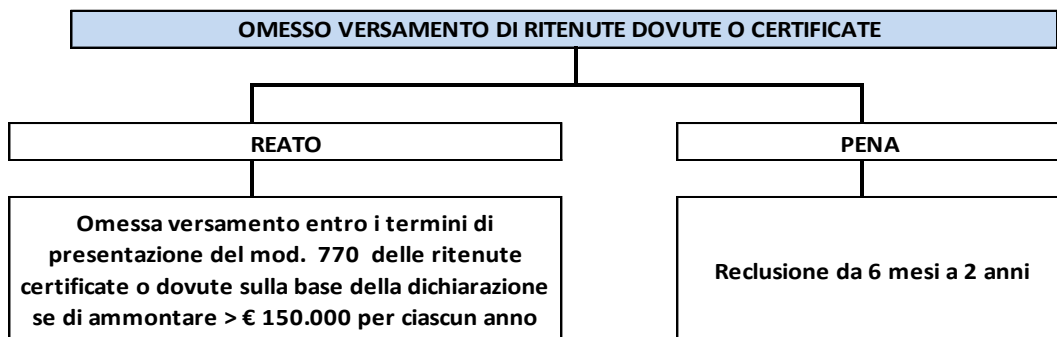 OMESSO VERSAMENTO DI RITENUTE DOVUTE O CERTIFICATE
REATO
PENA
Omessa versamento entro i termini di
presentazione del mod. 770 delle ritenute
certificate o dovute sulla base della dichiarazione
se di ammontare > € 150.000 per ciascun anno
Reclusione da 6 mesi a 2 anni